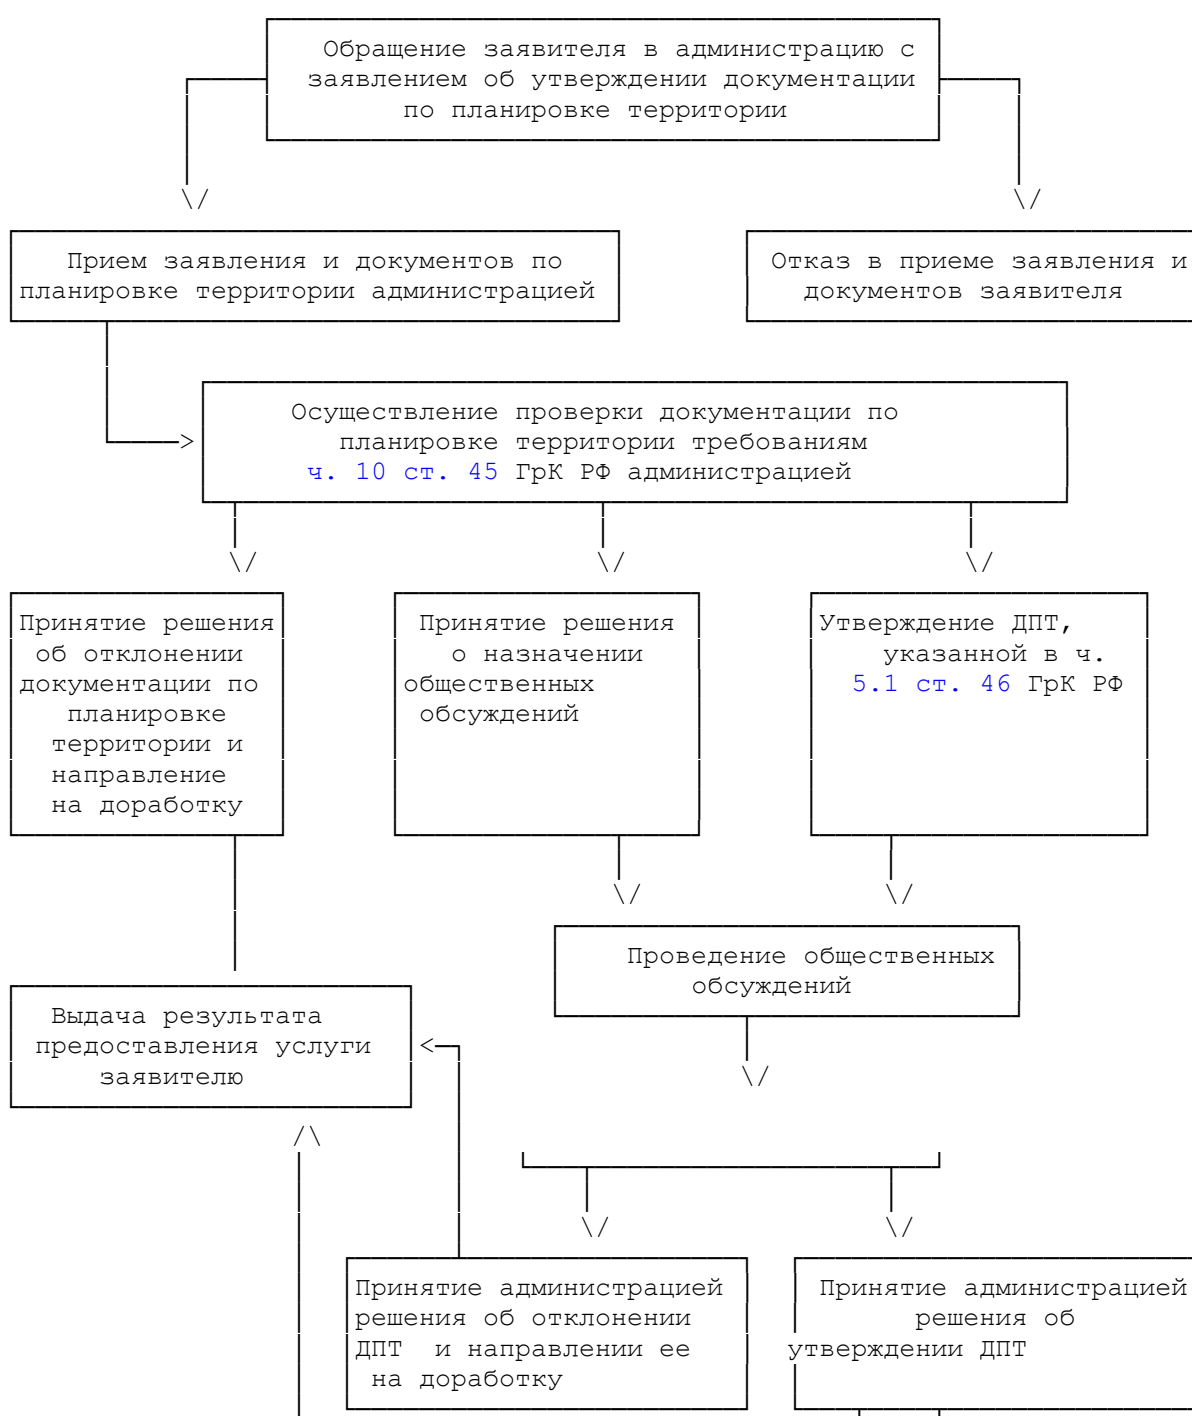 Обращение заявителя в администрацию с
заявлением об утверждении документации
по планировке территории
Прием заявления и документов по
планировке территории администрацией
Отказ в приеме заявления и
документов заявителя
Осуществление проверки документации по
планировке территории требованиям
ч. 10 ст. 45 ГрК РФ администрацией
Принятие решения
об отклонении
документации по
планировке
территории и
направление
на доработку
Принятие решения
о назначении
общественных
обсуждений
Утверждение ДПТ,
указанной в ч.
5.1 ст. 46 ГрК РФ
Проведение общественных
обсуждений
Выдача результата
предоставления услуги
заявителю
Принятие администрацией
решения об отклонении
ДПТ и направлении ее
на доработку
Принятие администрацией
решения об
утверждении ДПТ